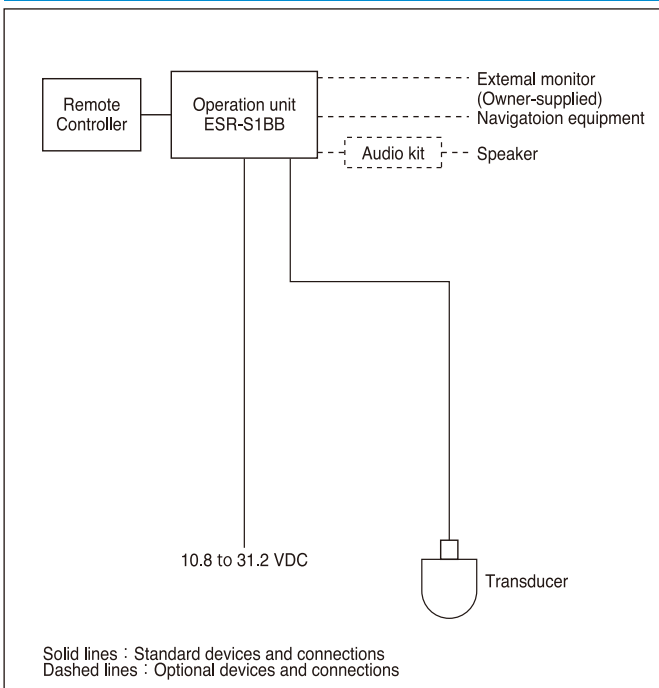 Remote
Controller
Operation unit
ESR-S1BB
External monitor
(Owner-supplied)
Navigatoion equipment
Audio kit
Speaker
10.8 to 31.2 VDC
Transducer
Solid lines : Standard devices and connections
Dashed lines : Optional devices and connections